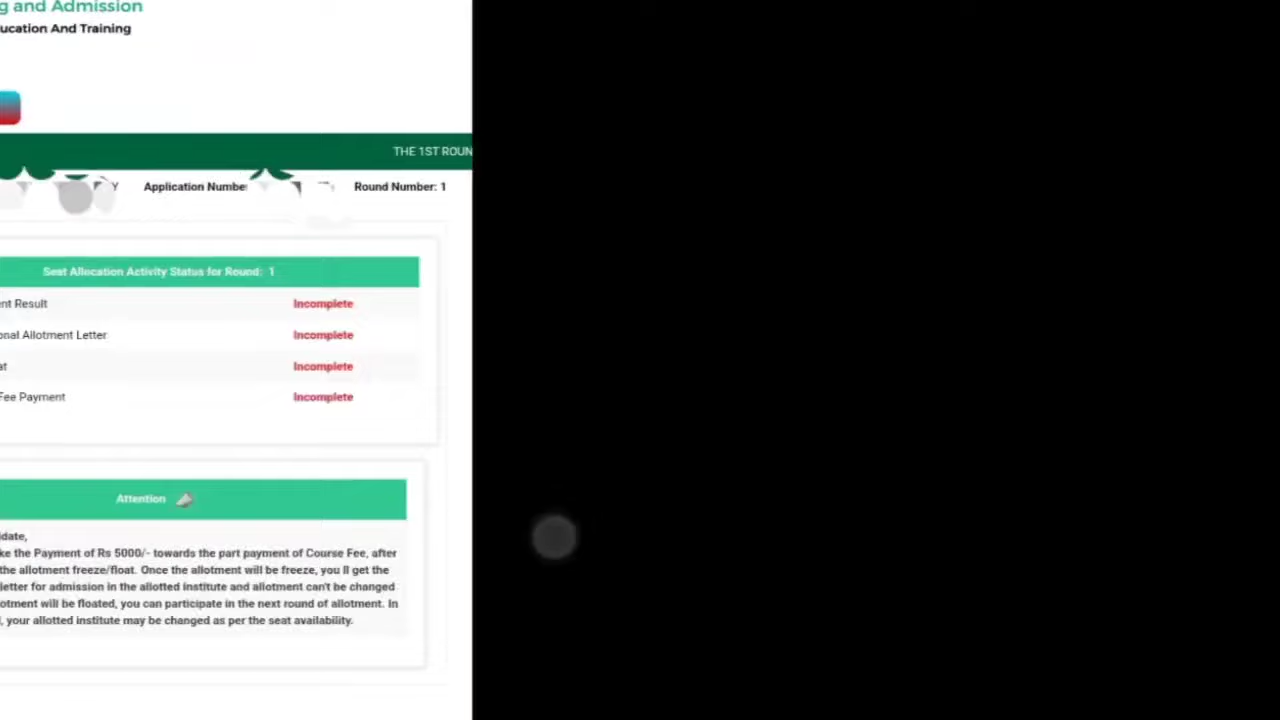 g and Admission
ucation And Training
THE 1ST ROUN
Y Application Numbe Round Number: 1
Seat Allocation Activity Status for Round: 1
ent Result Incomplete
onal Allotment Letter Incomplete
at Incomplete
Fee Payment Incomplete
Attention
idate,
ke the Payment of Rs 5000/- towards the part payment of Course Fee, after
the allotment freeze/float. Once the allotment will be freeze, you ll get the
letter for admission in the allotted institute and allotment can't be changed
otment will be floated, you can participate in the next round of allotment. In
, your allotted institute may be changed as per the seat availability.